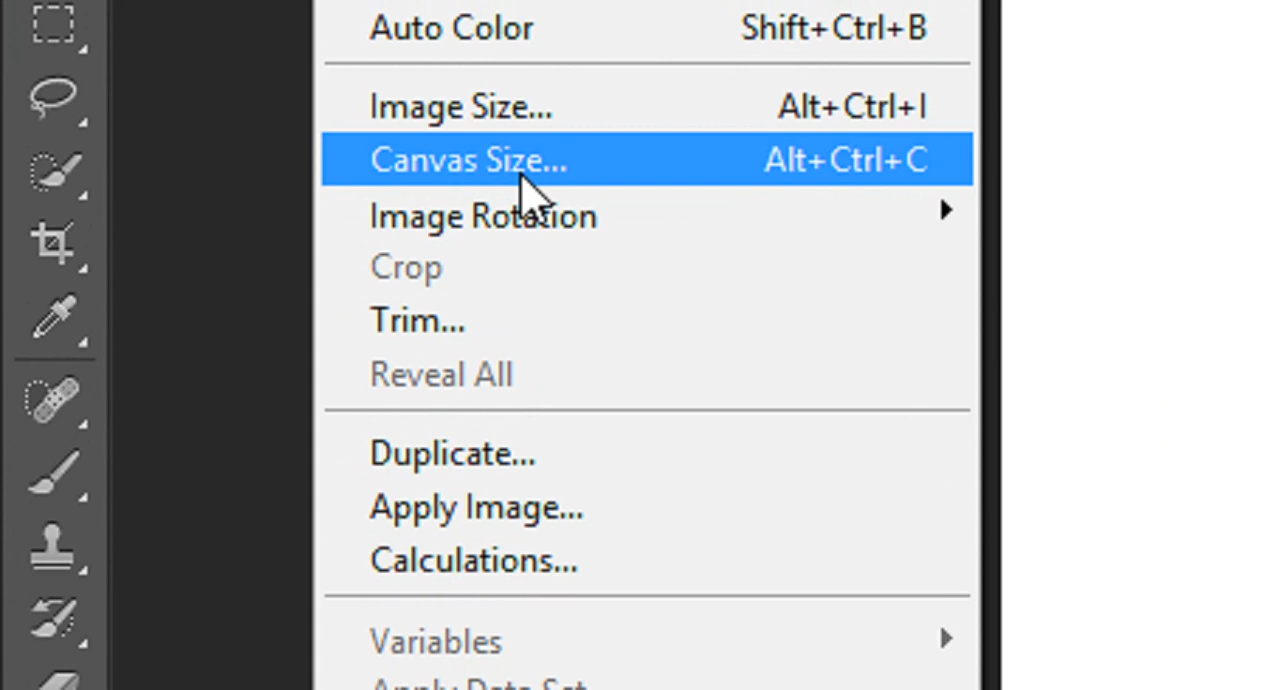 Auto Color Shift+Ctrl+B
Image Size... Alt+Ctrl+I
Canvas Size... Alt+Ctrl+C
Image Rotation
Crop
Trim...
Reveal All
Duplicate...
Apply Image...
Calculations...
Variables
Apply Data Set